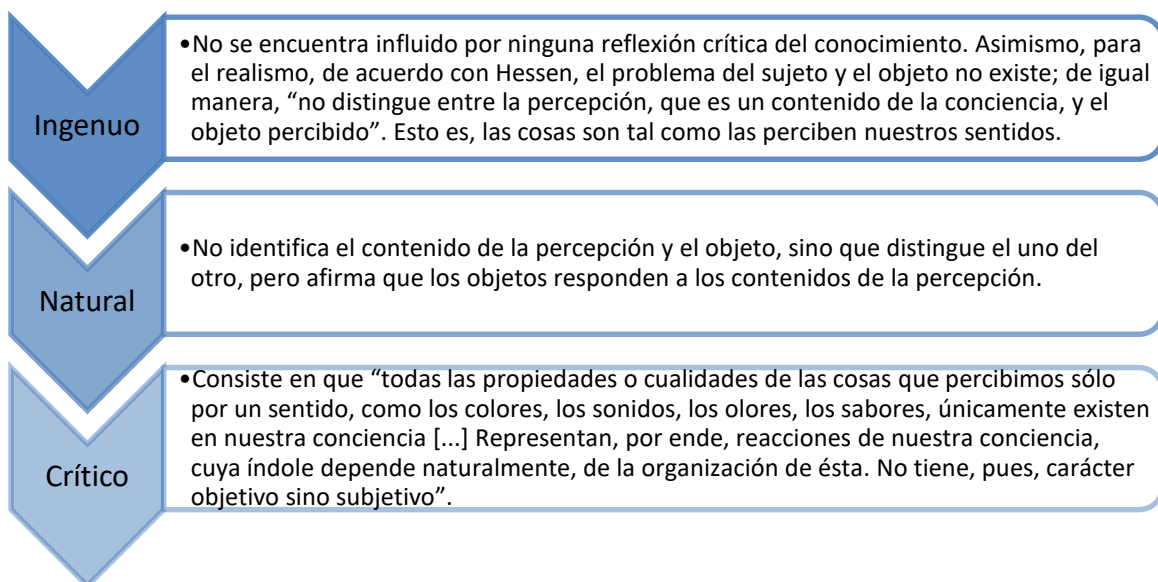 Ingenuo
•No se encuentra influido por ninguna reflexión crítica del conocimiento. Asimismo, para
el realismo, de acuerdo con Hessen, el problema del sujeto y el objeto no existe; de igual
manera, “no distingue entre la percepción, que es un contenido de la conciencia, y el
objeto percibido”. Esto es, las cosas son tal como las perciben nuestros sentidos.
Natural
•No identifica el contenido de la percepción y el objeto, sino que distingue el uno del
otro, pero afirma que los objetos responden a los contenidos de la percepción.
Crítico
•Consiste en que “todas las propiedades o cualidades de las cosas que percibimos sólo
por un sentido, como los colores, los sonidos, los olores, los sabores, únicamente existen
en nuestra conciencia [...] Representan, por ende, reacciones de nuestra conciencia,
cuya índole depende naturalmente, de la organización de ésta. No tiene, pues, carácter
objetivo sino subjetivo”.